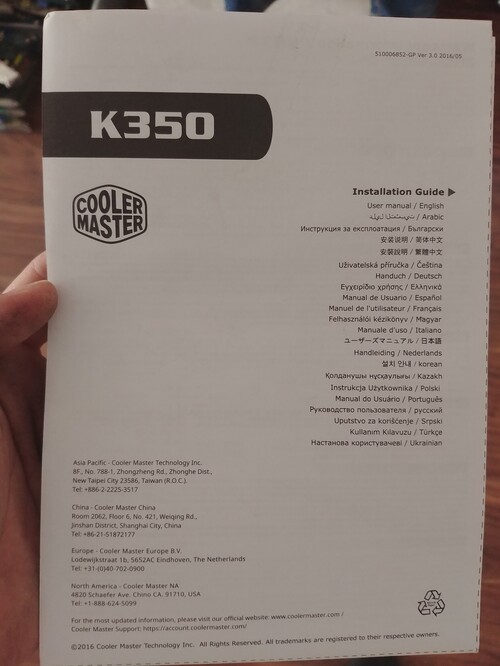 510006852-GP Ver 3.0 2016/05
K350
COOLER
MASTER
Installation Guide ▶
User manual / English
دليل التثبيت / Arabic
Инструкция за експлоатация / Български
安装说明 / 简体中文
安裝說明 / 繁體中文
Uživatelská příručka / Čeština
Handuch / Deutsch
Εγχειρίδιο χρήσης / Ελληνικά
Manual de Usuario / Español
Manuel de l'utilisateur / Français
Felhasználói kézikönyv / Magyar
Manuale d'uso / Italiano
ユーザーズマニュアル / 日本語
Handleiding / Nederlands
설치 안내 / korean
Қолданушы нұсқаулығы / Kazakh
Instrukcja Użytkownika / Polski
Manual do Usuário / Português
Руководство пользователя / русский
Uputstvo za korišćenje / Srpski
Kullanım Kılavuzu / Türkçe
Настанова користувачеві / Ukrainian
Asia Pacific - Cooler Master Technology Inc.
8F., No. 788-1, Zhongzheng Rd., Zhonghe Dist.,
New Taipei City 23586, Taiwan (R.O.C.).
Tel: +886-2-2225-3517
China - Cooler Master China
Room 2062, Floor 6, No. 421, Weiqing Rd.,
Jinshan District, Shanghai City, China
Tel: +86-21-51872177
Europe - Cooler Master Europe B.V.
Lodewijkstraat 1b, 5652AC Eindhoven, The Netherlands
Tel: +31-(0)40-702-0900
North America - Cooler Master NA
4820 Schaefer Ave. Chino CA. 91710, USA
Tel: +1-888-624-5099
For the most updated information, please visit our official website: www.coolermaster.com /
Cooler Master Support: https://account.coolermaster.com/
©2016 Cooler Master Technology Inc. All Rights Reserved. All trademarks are registered to their respective owners.